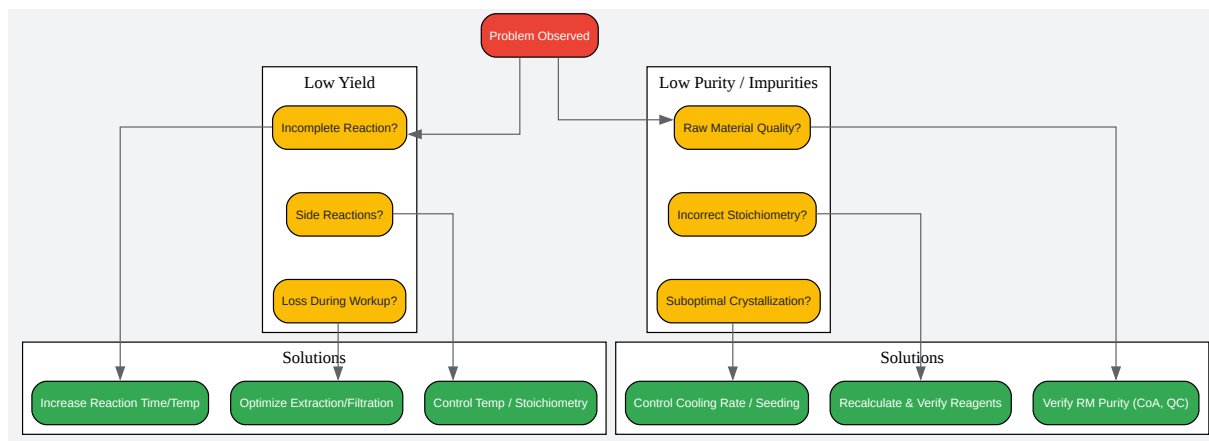 Problem Observed
Low Yield
Low Purity / Impurities
Incomplete Reaction?
Raw Material Quality?
Side Reactions?
Incorrect Stoichiometry?
Loss During Workup?
Suboptimal Crystallization?
Solutions
Solutions
Increase Reaction Time/Temp
Optimize Extraction/Filtration
Control Temp / Stoichiometry
Control Cooling Rate / Seeding
Recalculate & Verify Reagents
Verify RM Purity (CoA, QC)